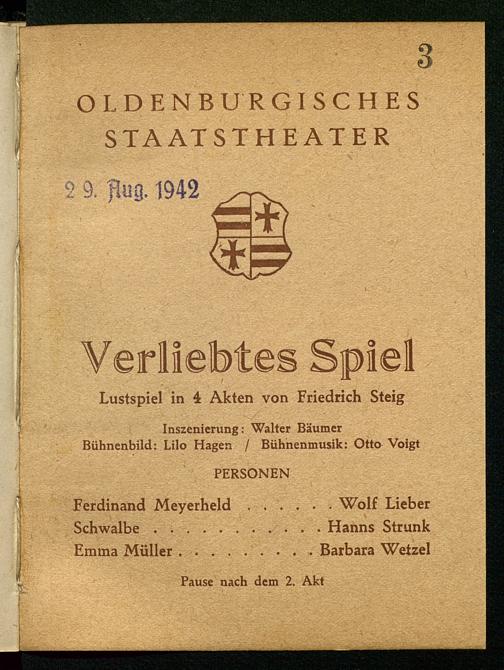 3
OLDENBURGISCHES
STAATSTHEATER
29. Aug. 1942
Verliebtes Spiel
Lustspiel in 4 Akten von Friedrich Steig
Inszenierung: Walter Bäumer
Bühnenbild: Lilo Hagen / Bühnenmusik: Otto Voigt
PERSONEN
Ferdinand Meyerheld . . . . . . Wolf Lieber
Schwalbe . . . . . . . . . . . Hanns Strunk
Emma Müller . . . . . . . . . Barbara Wetzel
Pause nach dem 2. Akt